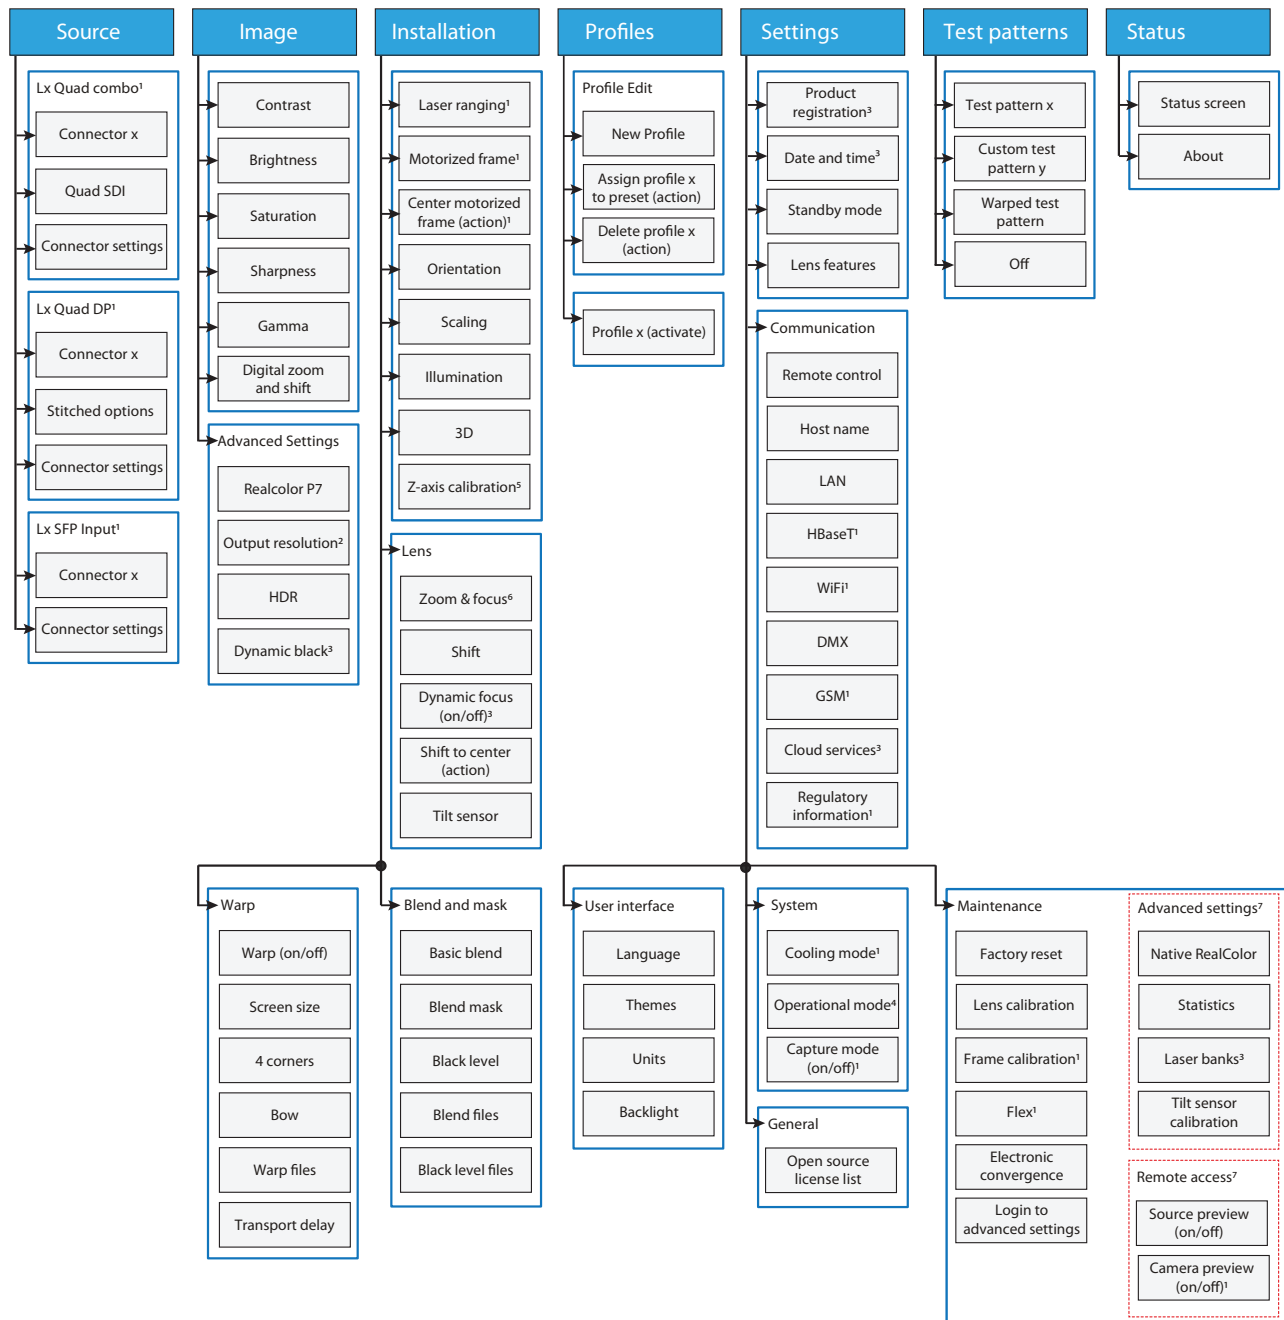 Source
Image
Installation
Profiles
Settings
Test patterns
Status
Lx Quad combo¹
Connector x
Quad SDI
Connector settings
Lx Quad DP¹
Connector x
Stitched options
Connector settings
Lx SFP Input¹
Connector x
Connector settings
Contrast
Brightness
Saturation
Sharpness
Gamma
Digital zoom
and shift
Advanced Settings
Realcolor P7
Output resolution²
HDR
Dynamic black³
Laser ranging¹
Motorized frame¹
Center motorized
frame (action)¹
Orientation
Scaling
Illumination
3D
Z-axis calibration⁵
Lens
Zoom & focus⁶
Shift
Dynamic focus
(on/off)³
Shift to center
(action)
Tilt sensor
Warp
Warp (on/off)
Screen size
4 corners
Bow
Warp files
Transport delay
Blend and mask
Basic blend
Blend mask
Black level
Blend files
Black level files
Profile Edit
New Profile
Assign profile x
to preset (action)
Delete profile x
(action)
Profile x (activate)
Product
registration³
Date and time³
Standby mode
Lens features
Communication
Remote control
Host name
LAN
HBaseT¹
WiFi¹
DMX
GSM¹
Cloud services³
Regulatory
information¹
User interface
Language
Themes
Units
Backlight
System
Cooling mode¹
Operational mode⁴
Capture mode
(on/off)¹
General
Open source
license list
Maintenance
Factory reset
Lens calibration
Frame calibration¹
Flex¹
Electronic
convergence
Login to
advanced settings
Advanced settings⁷
Native RealColor
Statistics
Laser banks³
Tilt sensor
calibration
Remote access⁷
Source preview
(on/off)
Camera preview
(on/off)¹
Test pattern x
Custom test
pattern y
Warped test
pattern
Off
Status screen
About